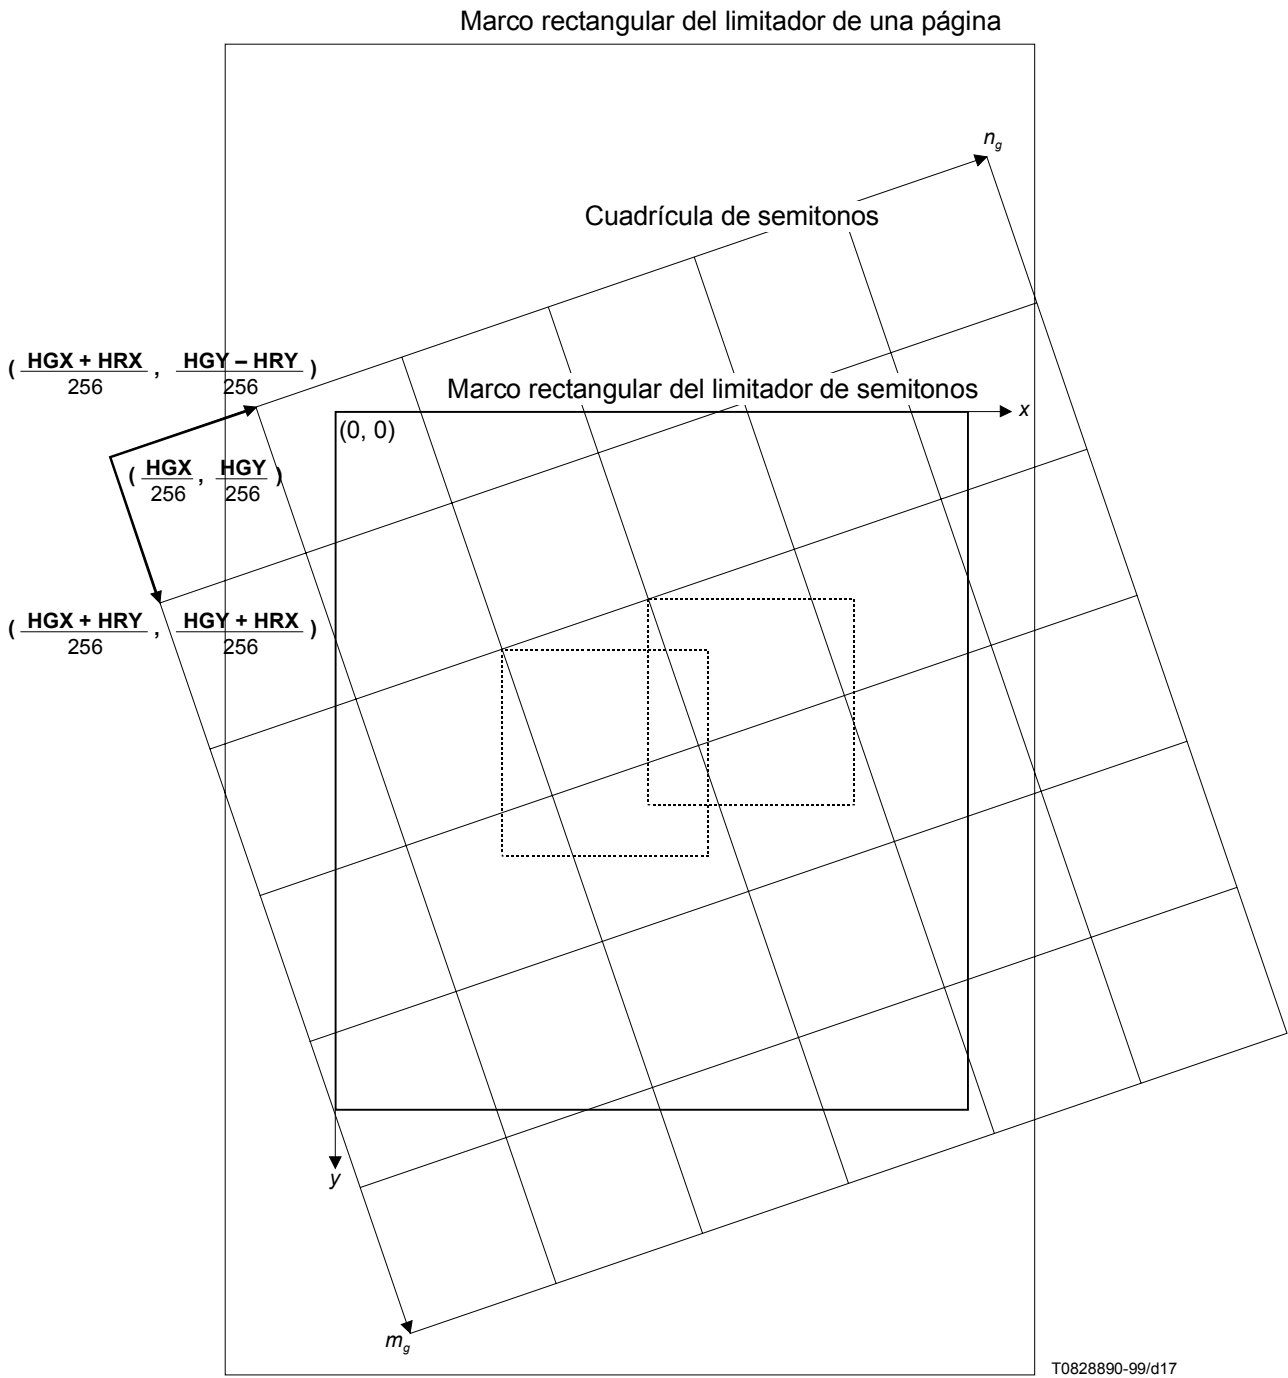 Marco rectangular del limitador de una página
n_g
Cuadrícula de semitonos
( HGX + HRX / 256 , HGY – HRY / 256 )
Marco rectangular del limitador de semitonos
x
(0, 0)
( HGX / 256 , HGY / 256 )
( HGX + HRY / 256 , HGY + HRX / 256 )
y
m_g
T0828890-99/d17